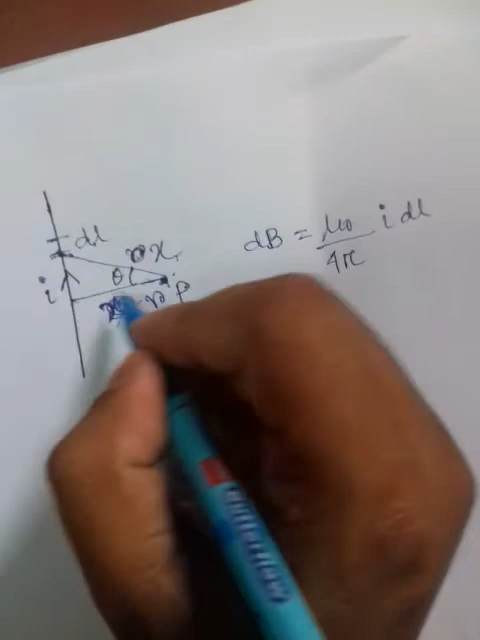 dl
x
θ
i
r P
dB = μ₀/4π i dl